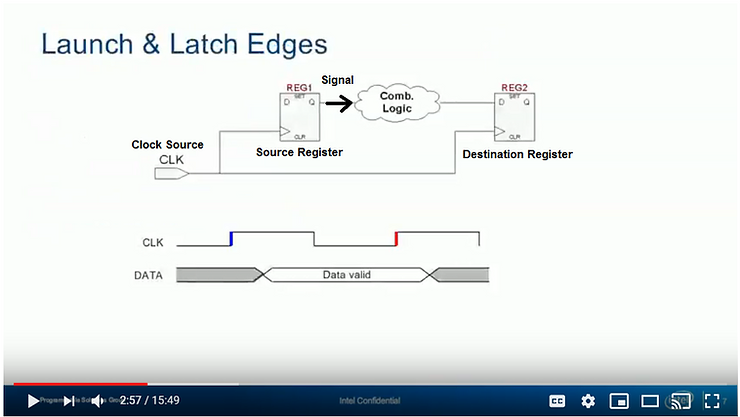 Launch & Latch Edges
Signal
REG1
SET
D
Q
CLR
Comb.
Logic
REG2
SET
D
Q
CLR
Clock Source
CLK
Source Register
Destination Register
CLK
DATA
Data valid
2:57 / 15:49
Intel Confidential
CC
7